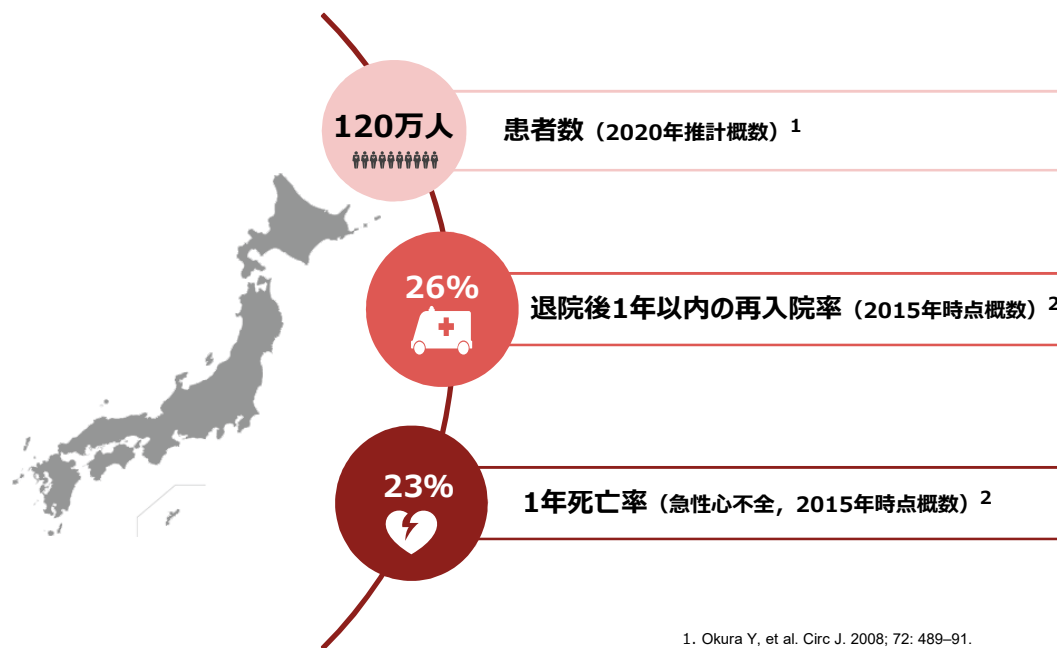 120万人
患者数（2020年推計概数）1
26%
退院後1年以内の再入院率（2015年時点概数）2
23%
1年死亡率（急性心不全，2015年時点概数）2
1. Okura Y, et al. Circ J. 2008; 72: 489–91.